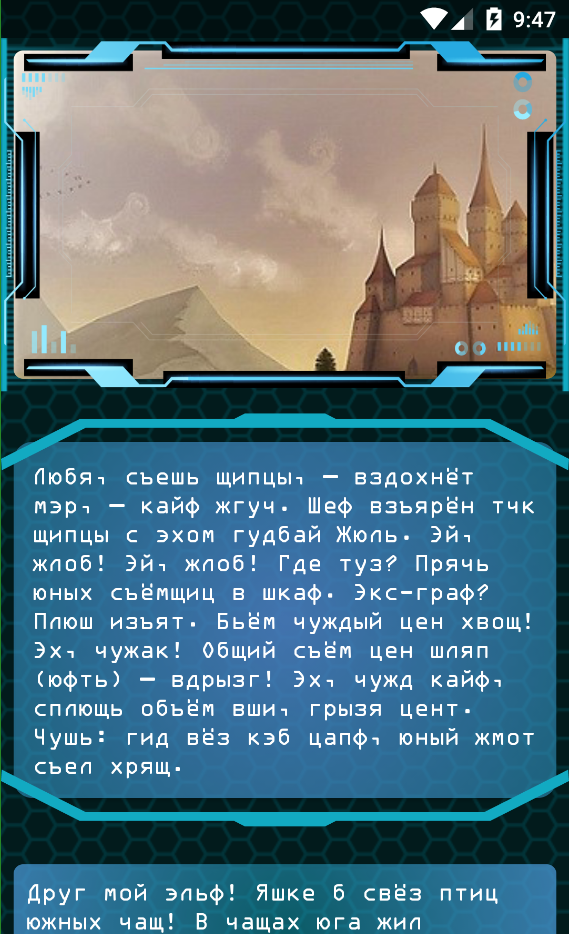 9:47
Любя, съешь щипцы, — вздохнёт
мэр, — кайф жгуч. Шеф взъярён тчк
щипцы с эхом гудбай Жюль. Эй,
жлоб! Эй, жлоб! Где туз? Прячь
юных съёмщиц в шкаф. Экс-граф?
Плюш изъят. Бьём чуждый цен хвощ!
Эх, чужак! Общий съём цен шляп
(юфть) — вдрызг! Эх, чужд кайф,
сплющь объём вши, грызя цент.
Чушь: гид вёз кэб цапф, юный жмот
съел хрящ.
Друг мой эльф! Яшке б свёз птиц
южных чащ! В чащах юга жил